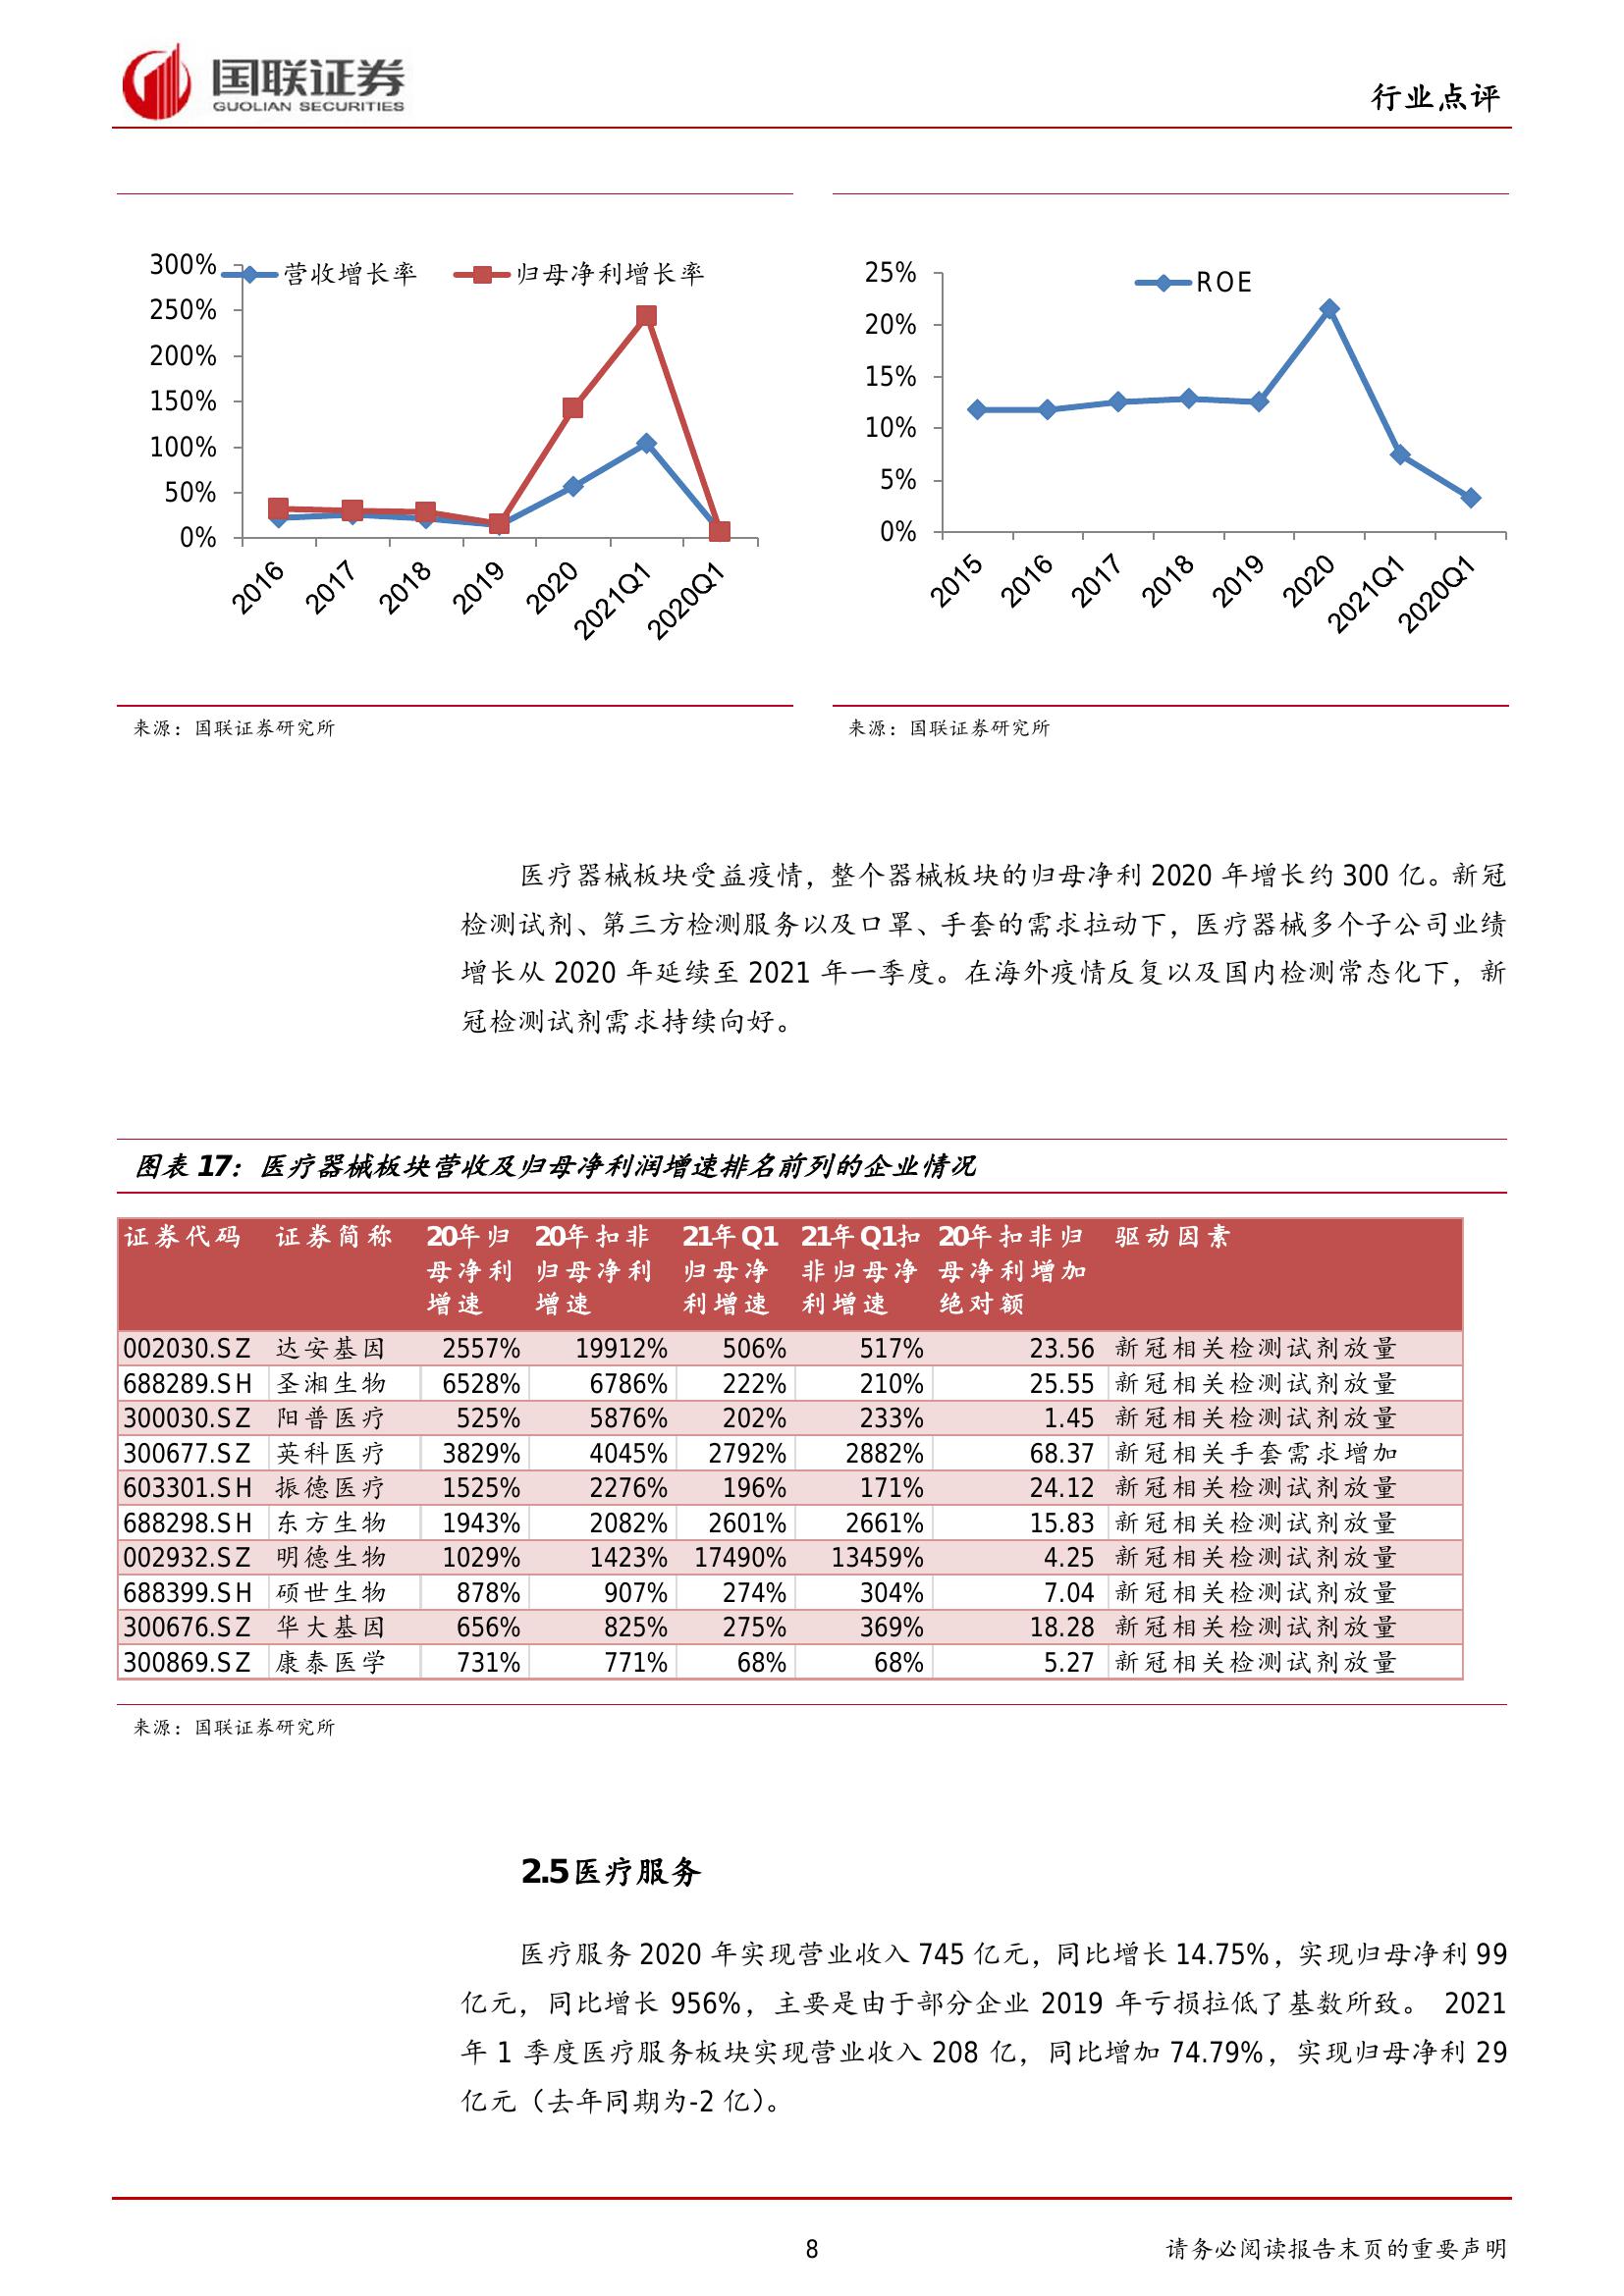 国联证券
GUOLIAN SECURITIES
行业点评
营收增长率 归母净利增长率
300%
250%
200%
150%
100%
50%
0%
2016 2017 2018 2019 2020 2021Q1 2020Q1
ROE
25%
20%
15%
10%
5%
0%
2015 2016 2017 2018 2019 2020 2021Q1 2020Q1
来源：国联证券研究所
来源：国联证券研究所
医疗器械板块受益疫情，整个器械板块的归母净利 2020 年增长约 300 亿。新冠
检测试剂、第三方检测服务以及口罩、手套的需求拉动下，医疗器械多个子公司业绩
增长从 2020 年延续至 2021 年一季度。在海外疫情反复以及国内检测常态化下，新
冠检测试剂需求持续向好。
图表 17：医疗器械板块营收及归母净利润增速排名前列的企业情况
证券代码 证券简称 20年归母净利增速 20年扣非归母净利增速 21年Q1归母净利增速 21年Q1扣非归母净利增速 20年扣非归母净利增加绝对额 驱动因素
002030.SZ 达安基因 2557% 19912% 506% 517% 23.56 新冠相关检测试剂放量
688289.SH 圣湘生物 6528% 6786% 222% 210% 25.55 新冠相关检测试剂放量
300030.SZ 阳普医疗 525% 5876% 202% 233% 1.45 新冠相关检测试剂放量
300677.SZ 英科医疗 3829% 4045% 2792% 2882% 68.37 新冠相关手套需求增加
603301.SH 振德医疗 1525% 2276% 196% 171% 24.12 新冠相关检测试剂放量
688298.SH 东方生物 1943% 2082% 2601% 2661% 15.83 新冠相关检测试剂放量
002932.SZ 明德生物 1029% 1423% 17490% 13459% 4.25 新冠相关检测试剂放量
688399.SH 硕世生物 878% 907% 274% 304% 7.04 新冠相关检测试剂放量
300676.SZ 华大基因 656% 825% 275% 369% 18.28 新冠相关检测试剂放量
300869.SZ 康泰医学 731% 771% 68% 68% 5.27 新冠相关检测试剂放量
来源：国联证券研究所
2.5医疗服务
医疗服务 2020 年实现营业收入 745 亿元，同比增长 14.75%，实现归母净利 99
亿元，同比增长 956%，主要是由于部分企业 2019 年亏损拉低了基数所致。 2021
年 1 季度医疗服务板块实现营业收入 208 亿，同比增加 74.79%，实现归母净利 29
亿元（去年同期为-2 亿）。
8
请务必阅读报告末页的重要声明